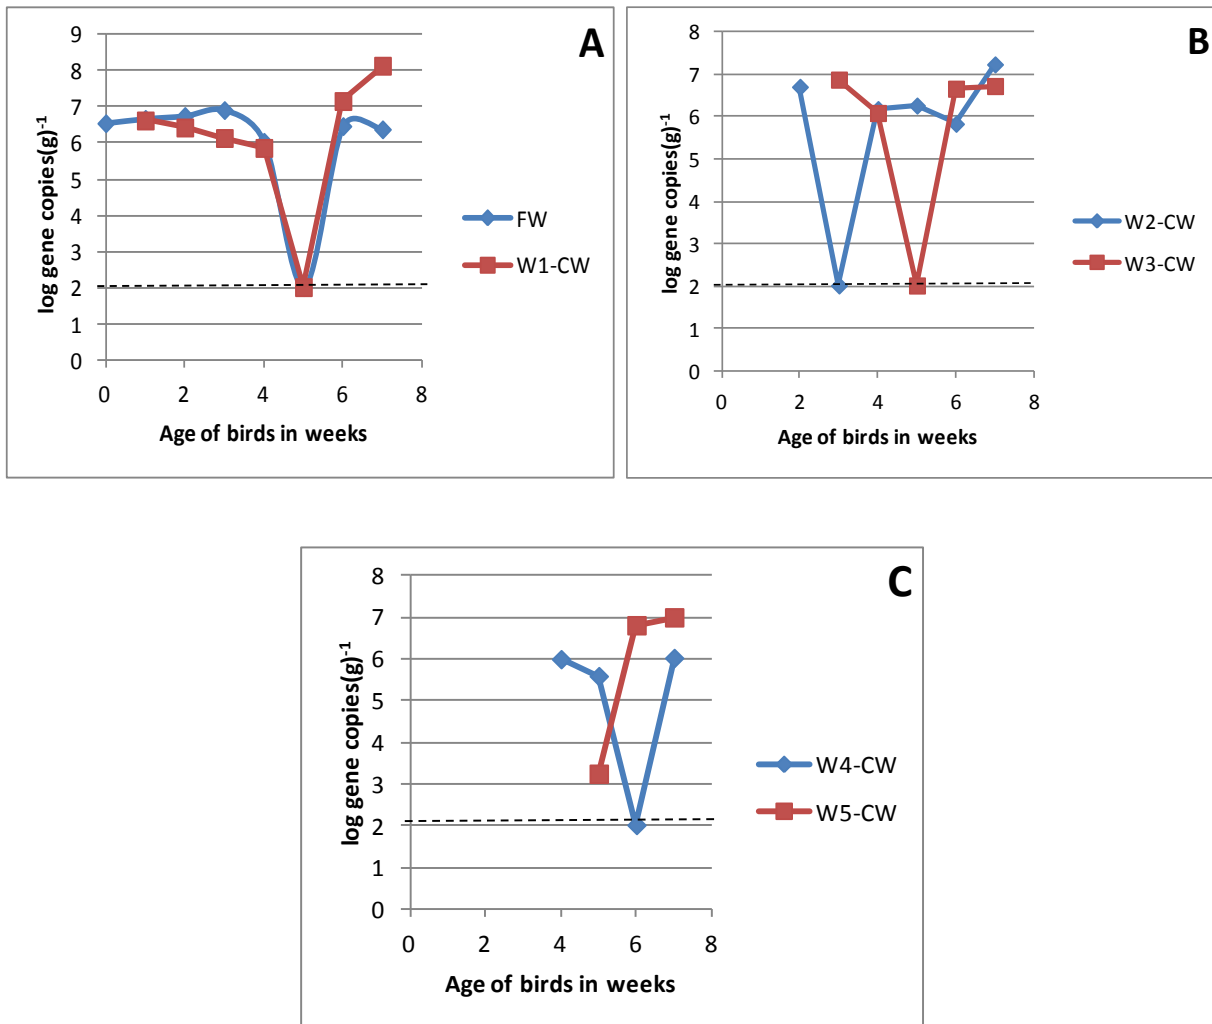 A
9
8
7
6
5
4
3
2
1
0
log gene copies(g)-1
0 2 4 6 8
Age of birds in weeks
FW
W1-CW
B
8
7
6
5
4
3
2
1
0
log gene copies(g)-1
0 2 4 6 8
Age of birds in weeks
W2-CW
W3-CW
C
8
7
6
5
4
3
2
1
0
log gene copies(g)-1
0 2 4 6 8
Age of birds in weeks
W4-CW
W5-CW